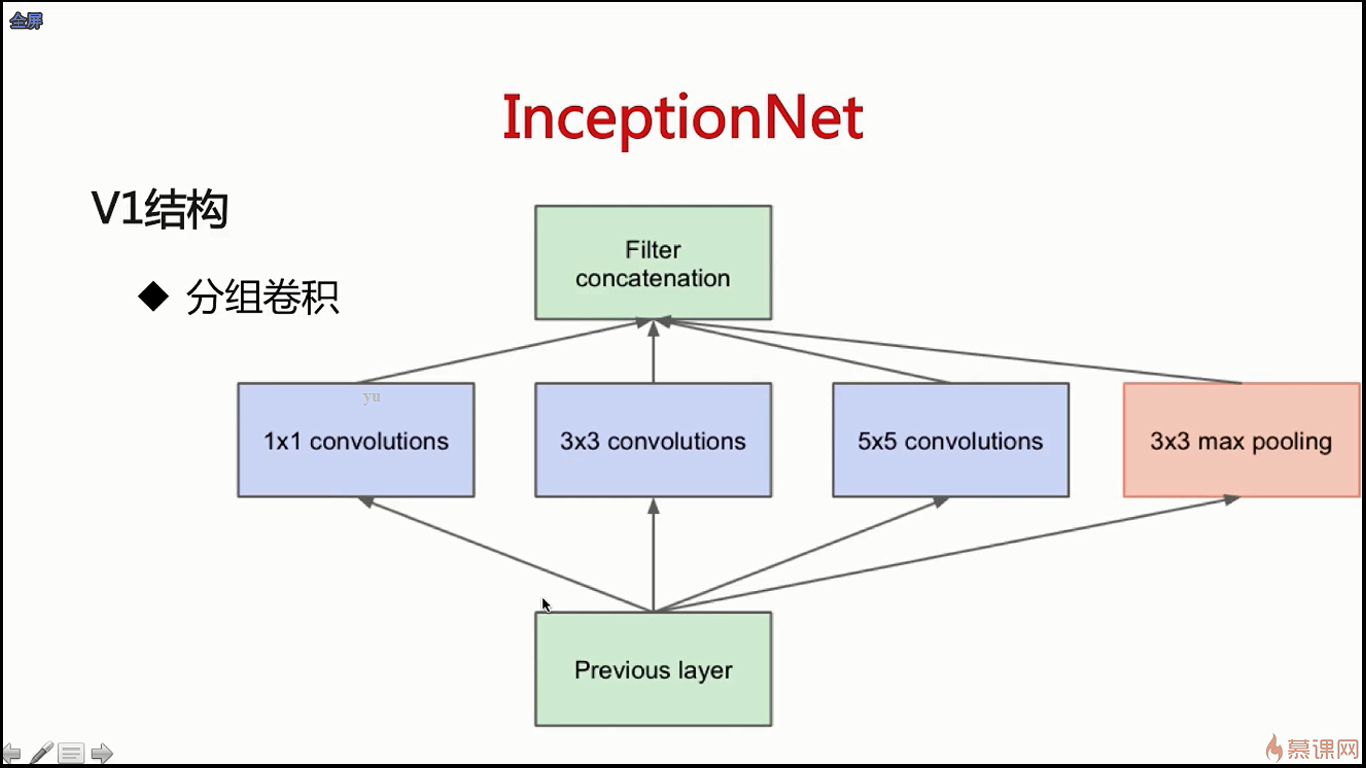 全屏
InceptionNet
V1结构
◆ 分组卷积
Filter
concatenation
yu
1x1 convolutions
3x3 convolutions
5x5 convolutions
3x3 max pooling
Previous layer
慕课网